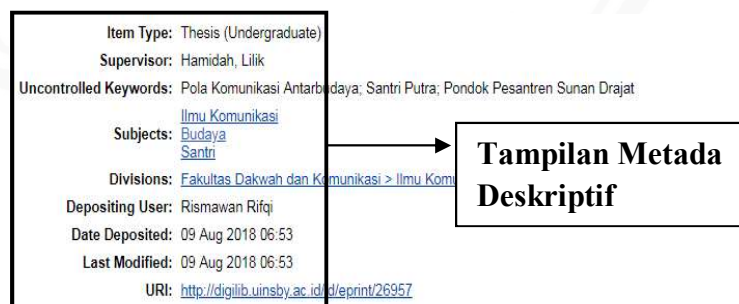 Item Type: Thesis (Undergraduate)
Supervisor: Hamidah, Lilik
Uncontrolled Keywords: Pola Komunikasi Antarbudaya; Santri Putra; Pondok Pesantren Sunan Drajat
Subjects: Ilmu Komunikasi
Budaya
Santri
Divisions: Fakultas Dakwah dan Komunikasi > Ilmu
Depositing User: Rismawan Rifqi
Date Deposited: 09 Aug 2018 06:53
Last Modified: 09 Aug 2018 06:53
URI: http://digilib.uinsby.ac.id/id/eprint/26957
Tampilan Metada
Deskriptif